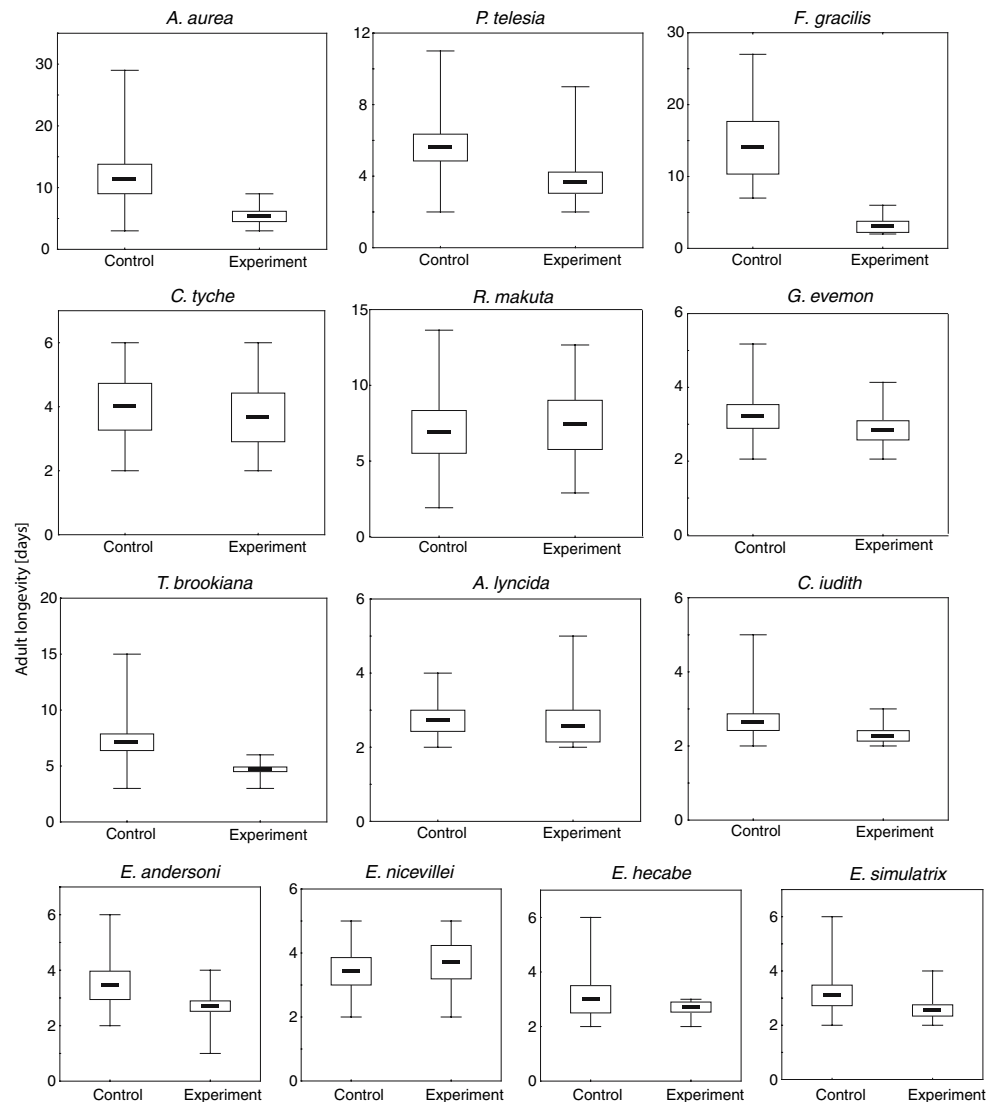 A. aurea
P. telesia
F. gracilis
30
20
10
0
Control
Experiment
12
8
4
0
Control
Experiment
30
20
10
0
Control
Experiment
C. tyche
R. makuta
G. evemon
6
4
2
0
Control
Experiment
15
10
5
0
Control
Experiment
6
4
2
0
Control
Experiment
Adult longevity [days]
T. brookiana
A. lyncida
C. iudith
20
15
10
5
0
Control
Experiment
6
4
2
0
Control
Experiment
6
4
2
0
Control
Experiment
E. andersoni
E. nicevillei
E. hecabe
E. simulatrix
6
4
2
0
Control
Experiment
6
4
2
0
Control
Experiment
6
4
2
0
Control
Experiment
6
4
2
0
Control
Experiment